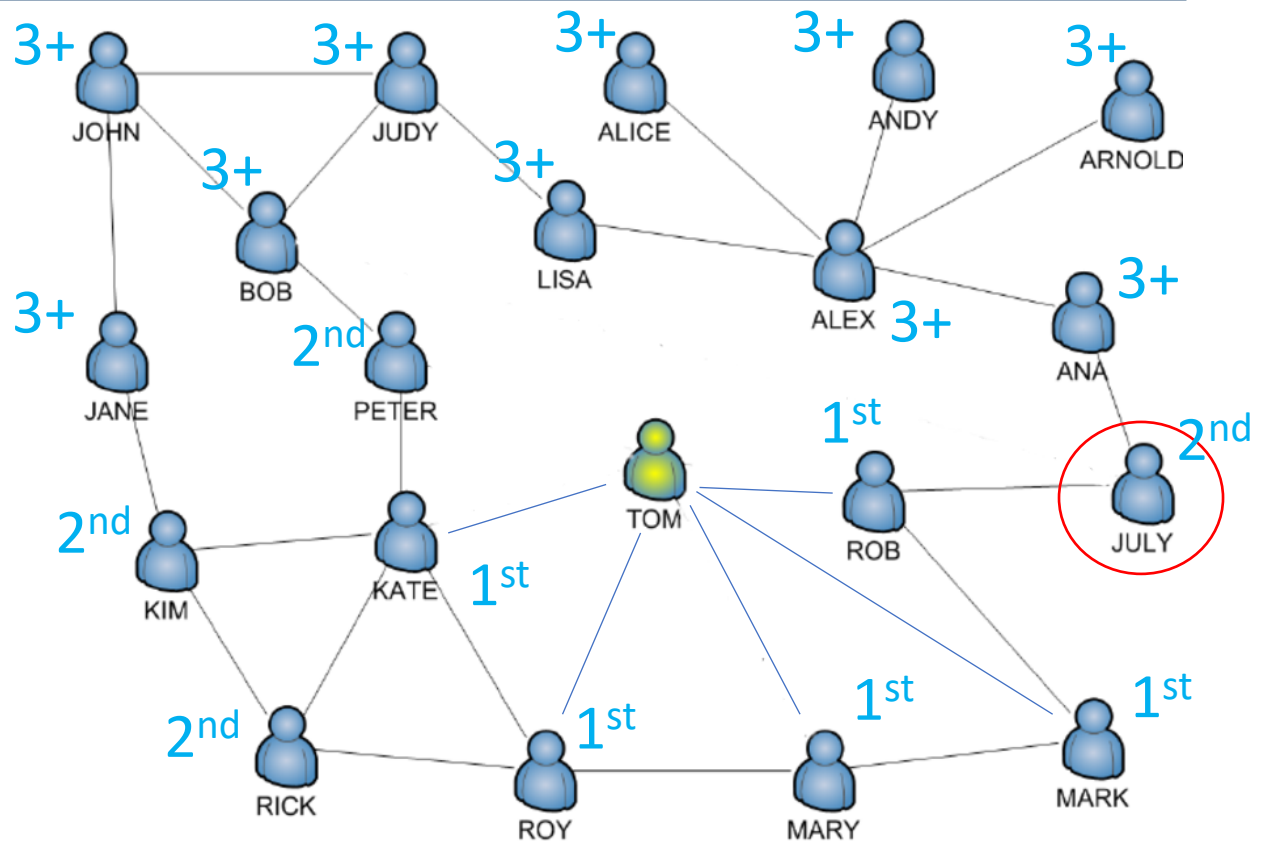 3+
3+
3+
3+
3+
JOHN
JUDY
ALICE
ANDY
ARNOLD
3+
3+
BOB
LISA
ALEX
3+
3+
ANA
3+
JANE
2nd
PETER
1st
TOM
ROB
2nd
JULY
2nd
KIM
KATE
1st
2nd
RICK
1st
ROY
1st
MARY
1st
MARK